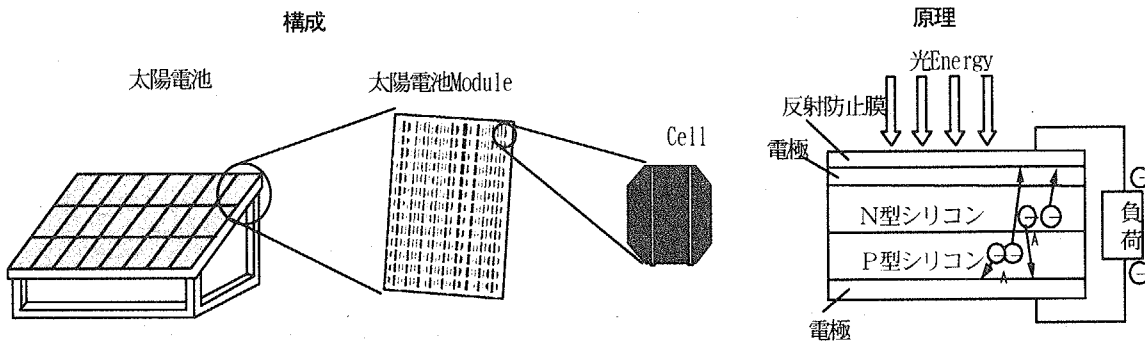 構成
太陽電池
太陽電池Module
Cell
原理
光Energy
反射防止膜
電極
N型シリコン
P型シリコン
電極
負荷